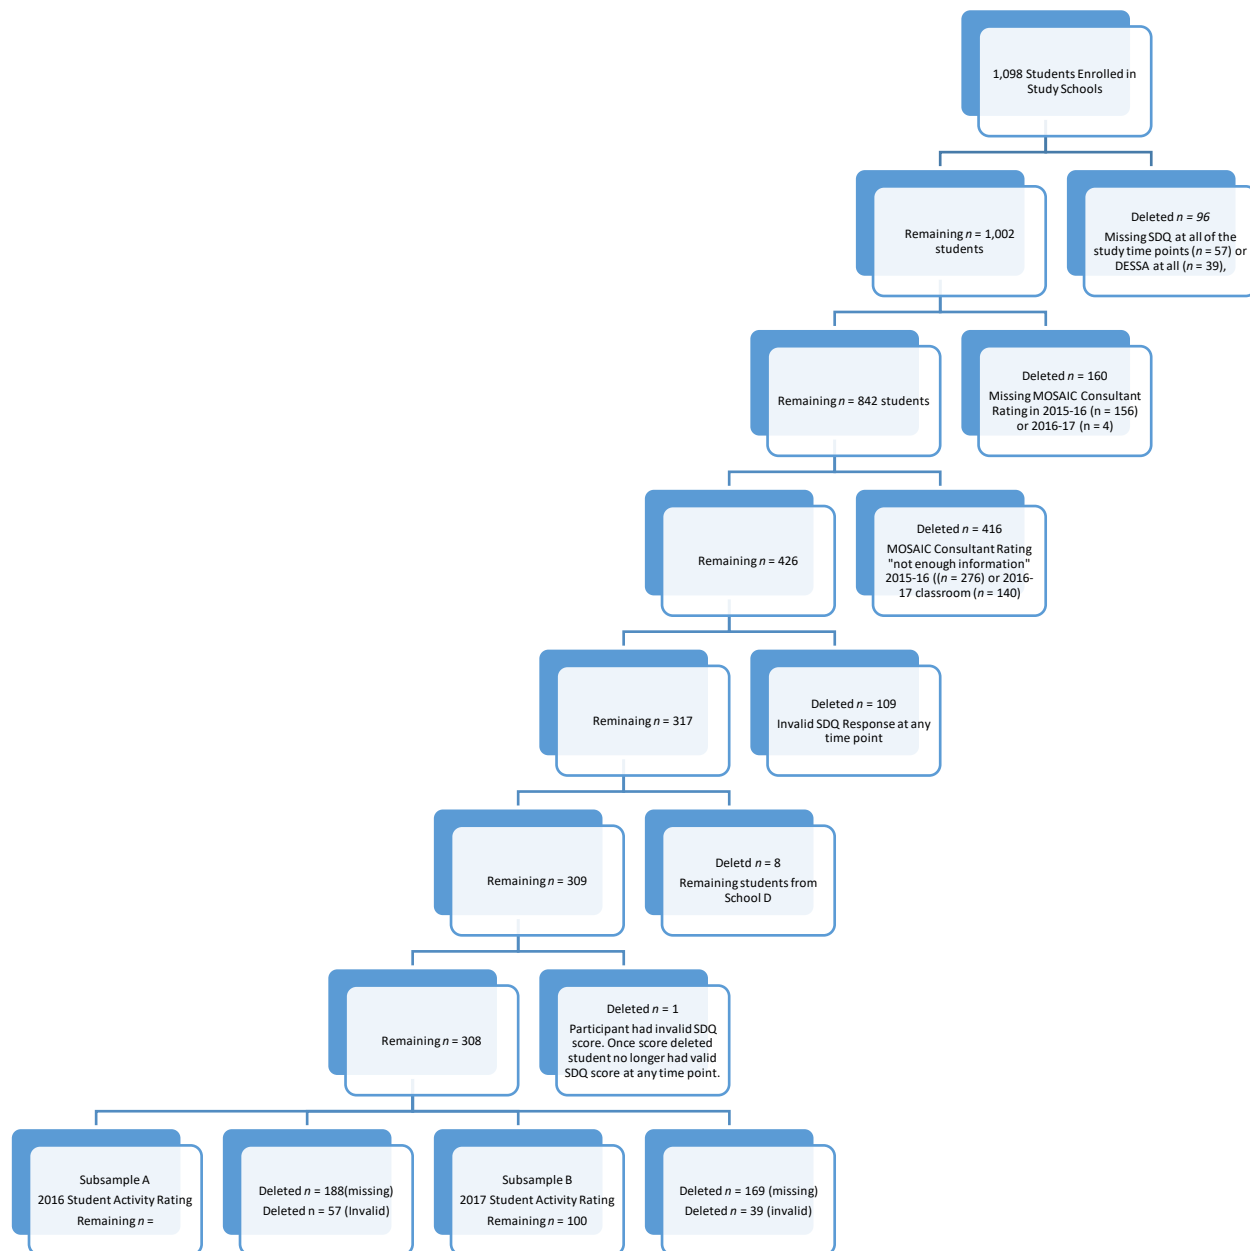 1,098 Students Enrolled in
Study Schools
Remaining n = 1,002
students
Deleted n = 96
Missing SDQ at all of the
study time points (n = 57) or
DESSA at all (n = 39),
Remaining n = 842 students
Deleted n = 160
Missing MOSAIC Consultant
Rating in 2015-16 (n = 156)
or 2016-17 (n = 4)
Remaining n = 426
Deleted n = 416
MOSAIC Consultant Rating
"not enough information"
2015-16 ((n = 276) or 2016-
17 classroom (n = 140)
Reminaing n = 317
Deleted n = 109
Invalid SDQ Response at any
time point
Remaining n = 309
Deletd n = 8
Remaining students from
School D
Remaining n = 308
Deleted n = 1
Participant had invalid SDQ
score. Once score deleted
student no longer had valid
SDQ score at any time point.
Subsample A
2016 Student Activity Rating
Remaining n =
Deleted n = 188(missing)
Deleted n = 57 (Invalid)
Subsample B
2017 Student Activity Rating
Remaining n = 100
Deleted n = 169 (missing)
Deleted n = 39 (invalid)